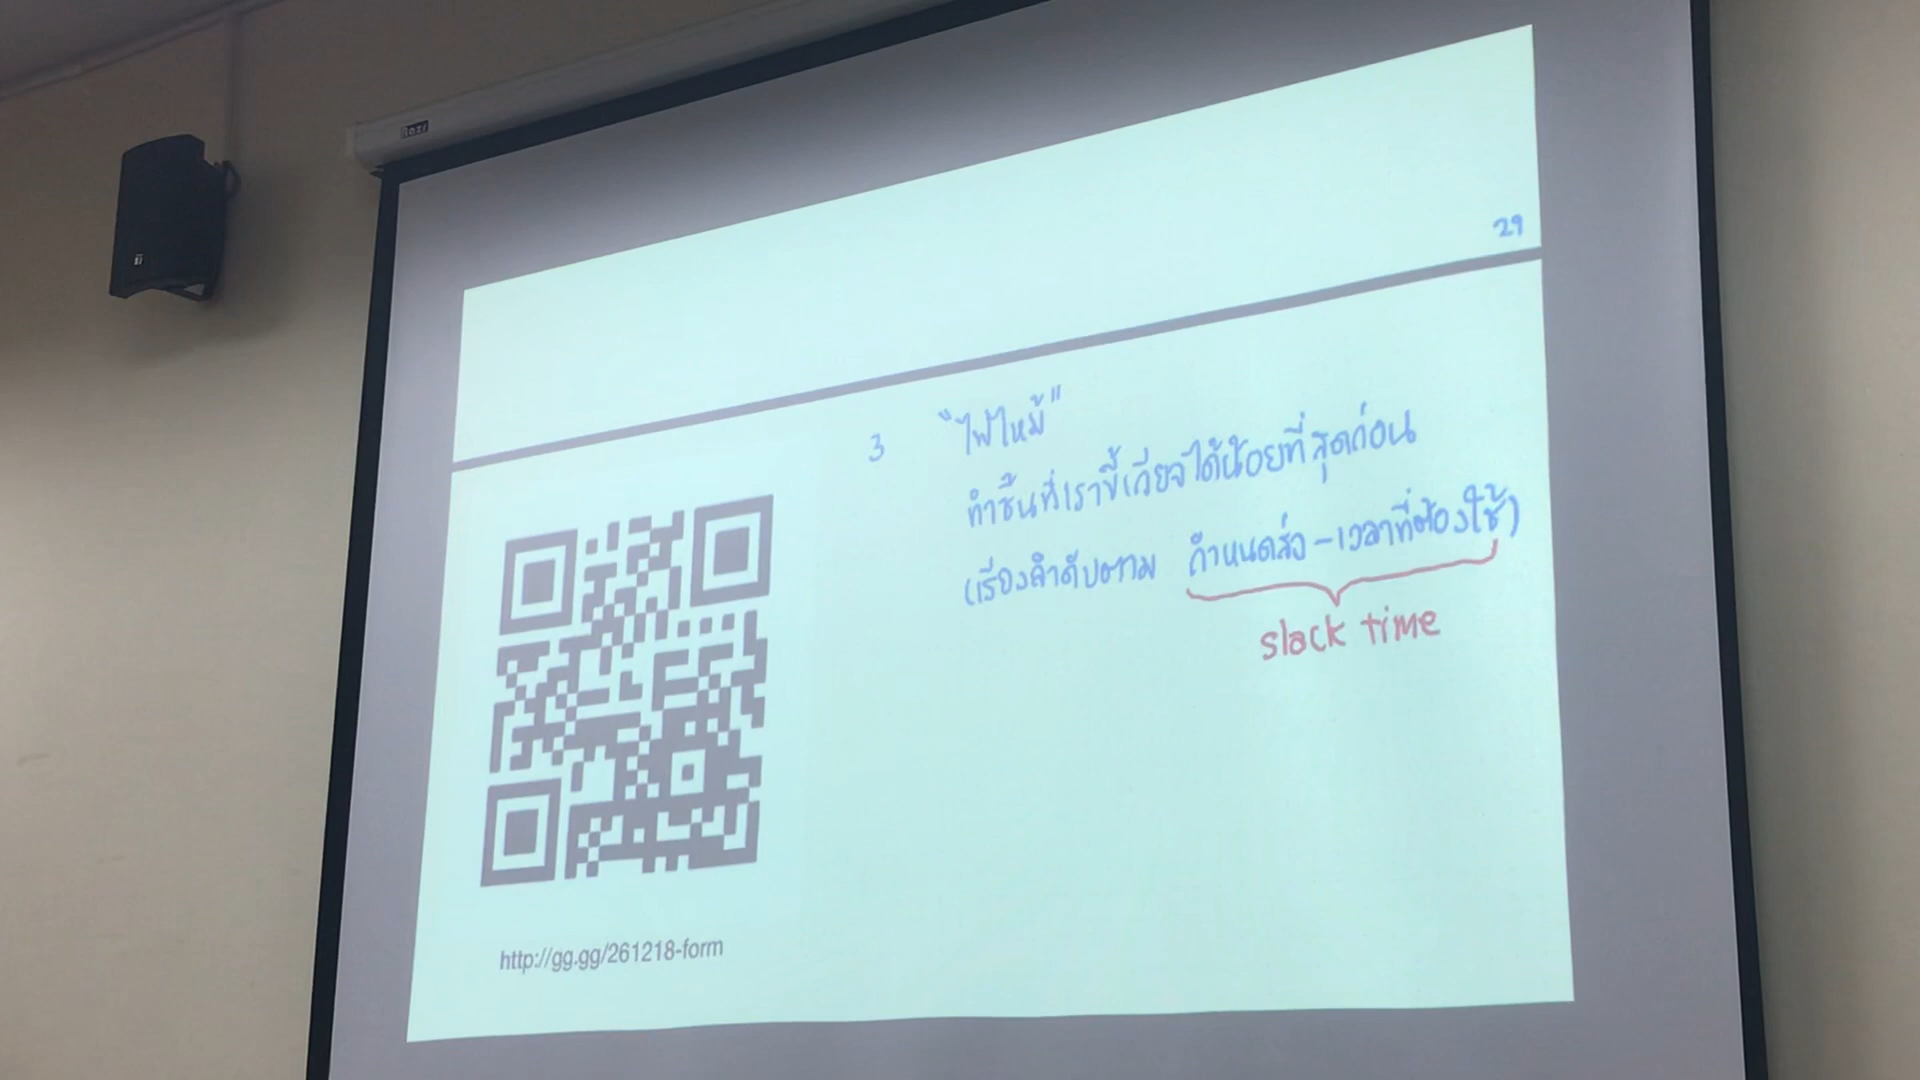 29
3 "ไฟไหม้"
ทำชิ้นที่เราขี้เกียจได้น้อยที่สุดก่อน
(เรียงลำดับตาม กำหนดส่ง - เวลาที่ต้องใช้)
slack time
http://gg.gg/261218-form